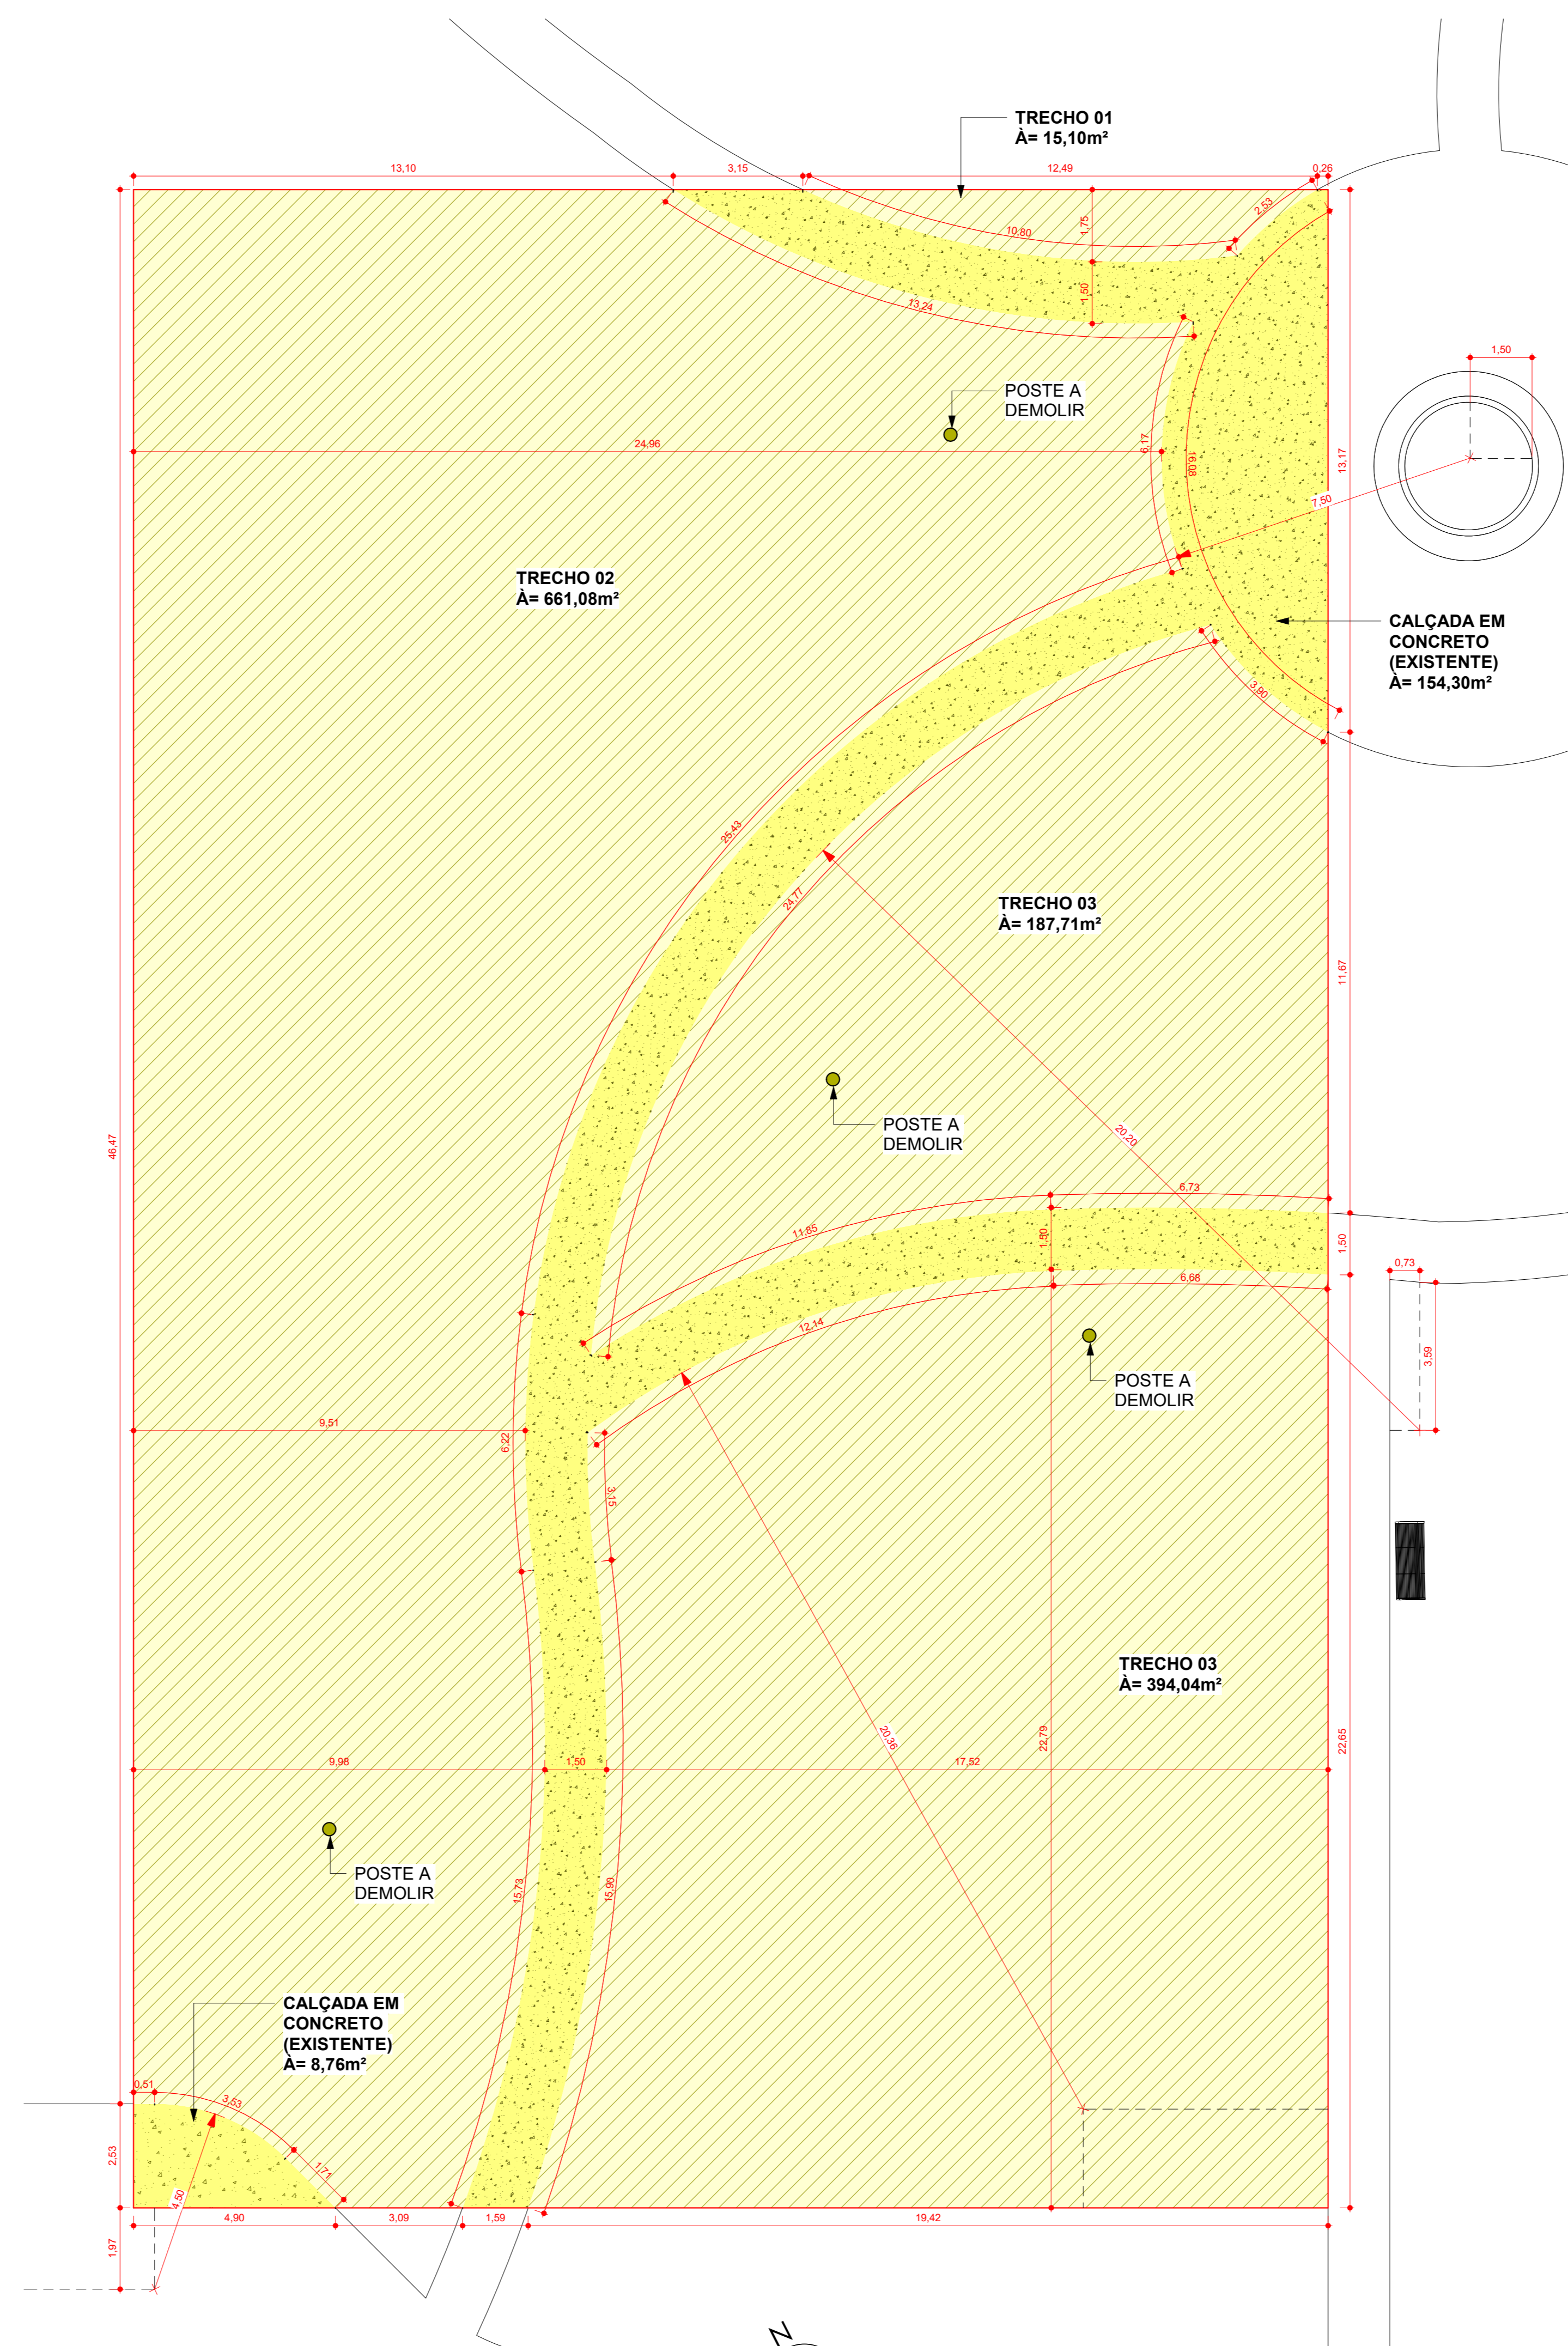 TRECHO 01
À= 15,10m²
13,10
3,15
12,49
0,26
2,53
1,75
10,80
1,50
13,24
1,50
POSTE A
DEMOLIR
24,96
6,17
16,08
13,17
7,50
TRECHO 02
À= 661,08m²
CALÇADA EM
CONCRETO
(EXISTENTE)
À= 154,30m²
3,90
25,43
24,77
TRECHO 03
À= 187,71m²
11,67
46,47
POSTE A
DEMOLIR
20,20
6,73
11,85
1,50
1,50
0,73
6,68
12,14
3,59
POSTE A
DEMOLIR
9,51
6,22
3,15
TRECHO 03
À= 394,04m²
20,36
22,79
22,65
9,98
1,50
17,52
POSTE A
DEMOLIR
15,73
15,90
CALÇADA EM
CONCRETO
(EXISTENTE)
À= 8,76m²
0,51
3,53
2,53
1,71
4,50
4,90
3,09
1,59
19,42
1,97
N